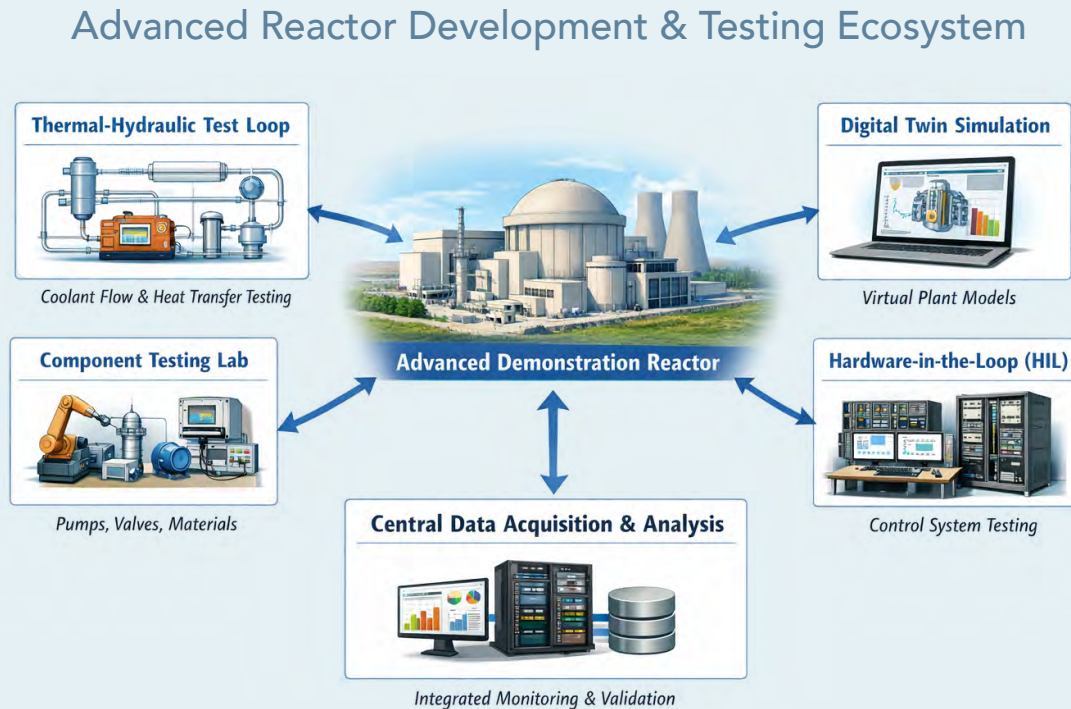 Advanced Reactor Development & Testing Ecosystem
Thermal-Hydraulic Test Loop
Coolant Flow & Heat Transfer Testing
Digital Twin Simulation
Virtual Plant Models
Advanced Demonstration Reactor
Component Testing Lab
Pumps, Valves, Materials
Hardware-in-the-Loop (HIL)
Control System Testing
Central Data Acquisition & Analysis
Integrated Monitoring & Validation